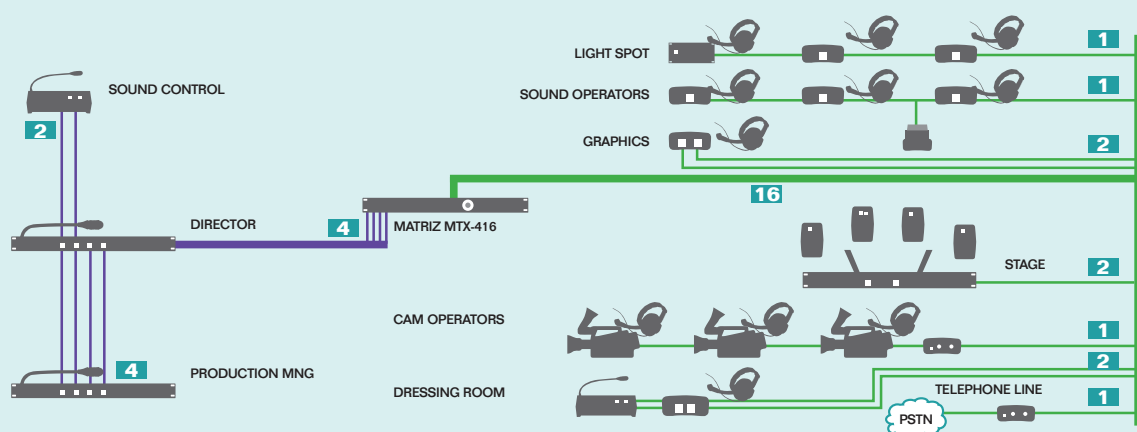 LIGHT SPOT
1
SOUND CONTROL
2
SOUND OPERATORS
1
GRAPHICS
2
16
DIRECTOR
4
MATRIZ MTX-416
STAGE
2
CAM OPERATORS
1
PRODUCTION MNG
4
DRESSING ROOM
2
TELEPHONE LINE
1
PSTN